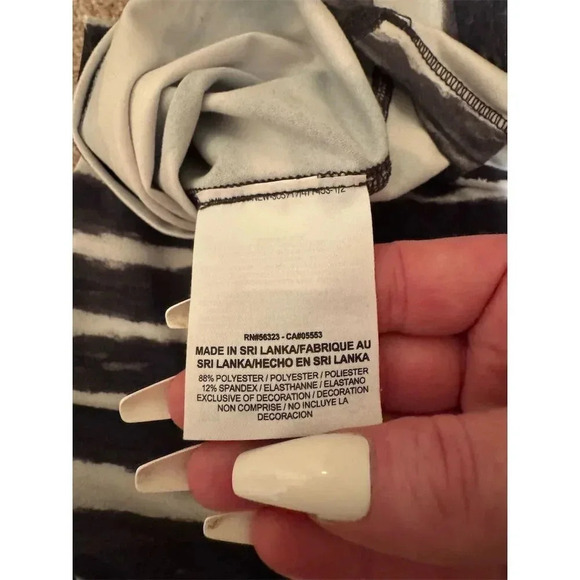 RN#56323 - CA#05553
MADE IN SRI LANKA/FABRIQUE AU
SRI LANKA/HECHO EN SRI LANKA
88% POLYESTER / POLYESTER / POLIESTER
12% SPANDEX / ELASTHANNE / ELASTANO
EXCLUSIVE OF DECORATION / DECORATION
NON COMPRISE / NO INCLUYE LA
DECORACION